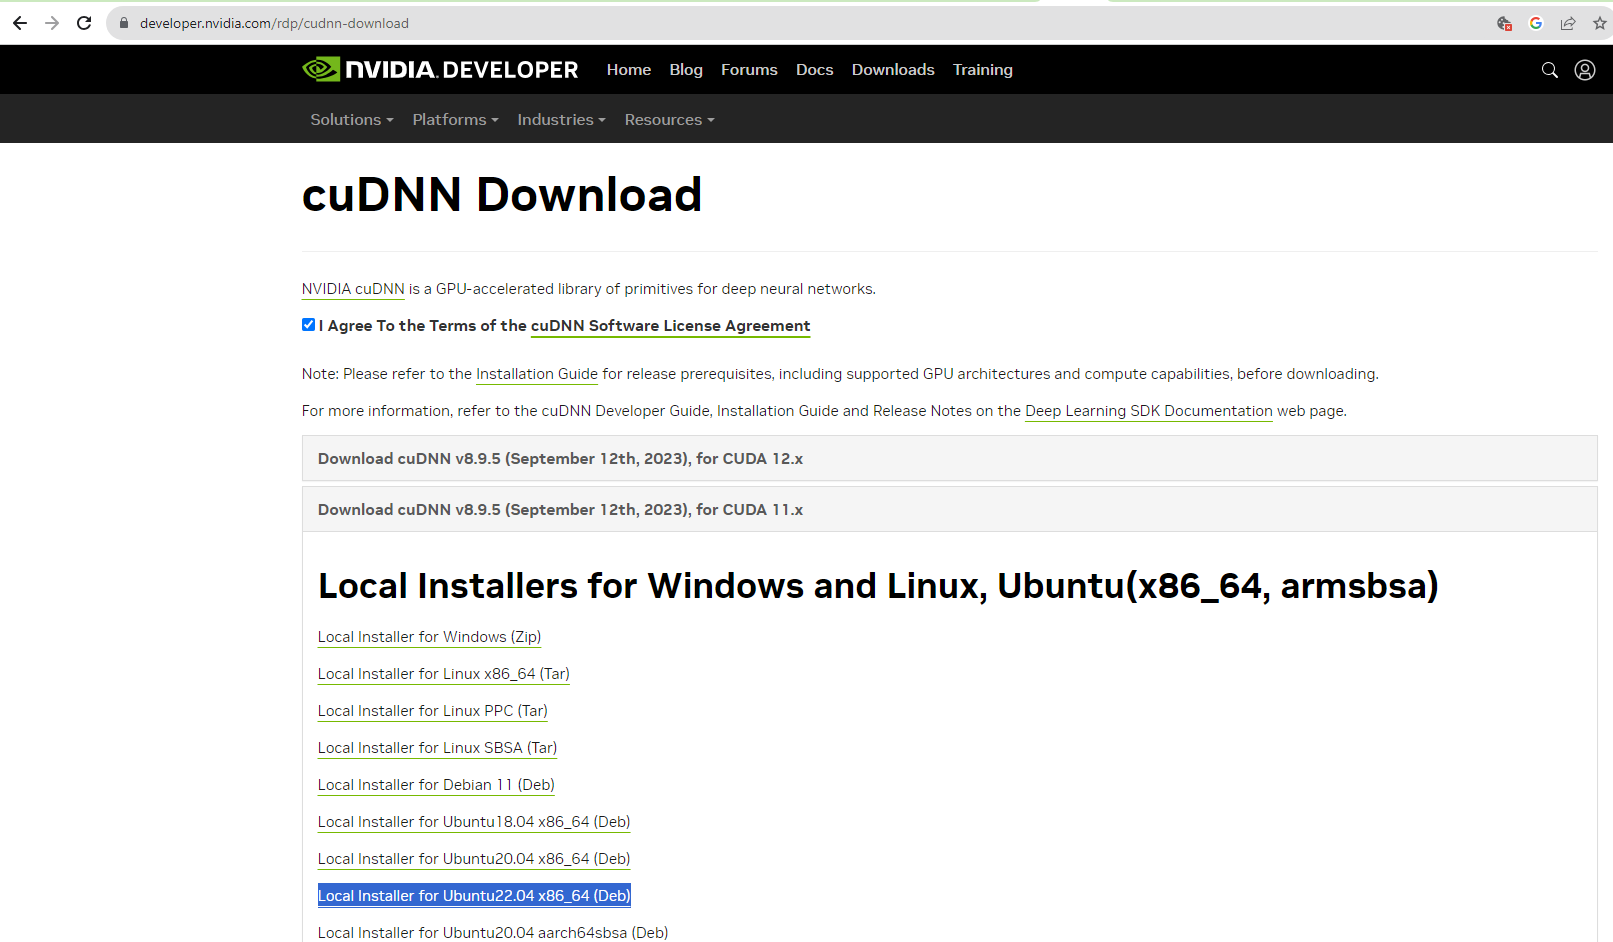 developer.nvidia.com/rdp/cudnn-download
NVIDIA. DEVELOPER Home Blog Forums Docs Downloads Training
Solutions Platforms Industries Resources
cuDNN Download
NVIDIA cuDNN is a GPU-accelerated library of primitives for deep neural networks.
I Agree To the Terms of the cuDNN Software License Agreement
Note: Please refer to the Installation Guide for release prerequisites, including supported GPU architectures and compute capabilities, before downloading.
For more information, refer to the cuDNN Developer Guide, Installation Guide and Release Notes on the Deep Learning SDK Documentation web page.
Download cuDNN v8.9.5 (September 12th, 2023), for CUDA 12.x
Download cuDNN v8.9.5 (September 12th, 2023), for CUDA 11.x
Local Installers for Windows and Linux, Ubuntu(x86_64, armsbsa)
Local Installer for Windows (Zip)
Local Installer for Linux x86_64 (Tar)
Local Installer for Linux PPC (Tar)
Local Installer for Linux SBSA (Tar)
Local Installer for Debian 11 (Deb)
Local Installer for Ubuntu18.04 x86_64 (Deb)
Local Installer for Ubuntu20.04 x86_64 (Deb)
Local Installer for Ubuntu22.04 x86_64 (Deb)
Local Installer for Ubuntu20.04 aarch64sbsa (Deb)